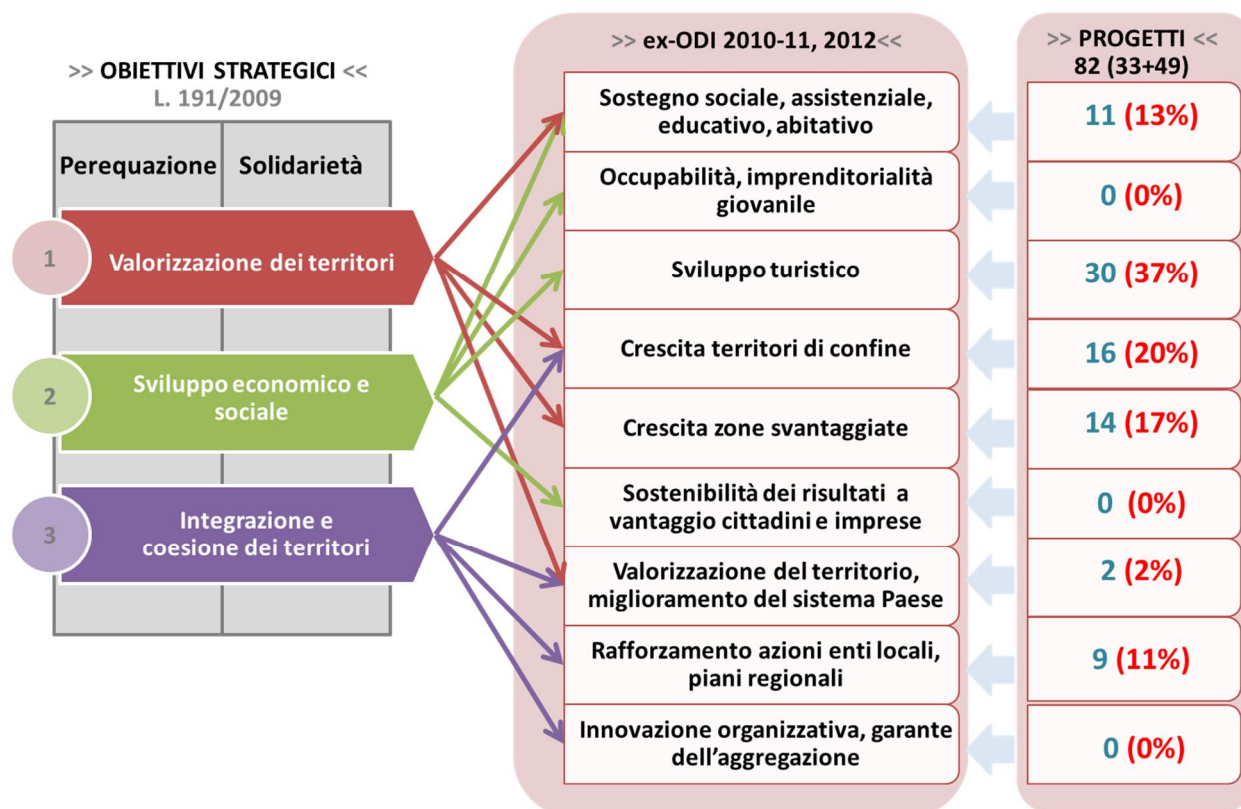 >> OBIETTIVI STRATEGICI <<
L. 191/2009
Perequazione
Solidarietà
1
Valorizzazione dei territori
2
Sviluppo economico e
sociale
3
Integrazione e
coesione dei territori
>> ex-ODI 2010-11, 2012<<
Sostegno sociale, assistenziale,
educativo, abitativo
Occupabilità, imprenditorialità
giovanile
Sviluppo turistico
Crescita territori di confine
Crescita zone svantaggiate
Sostenibilità dei risultati a
vantaggio cittadini e imprese
Valorizzazione del territorio,
miglioramento del sistema Paese
Rafforzamento azioni enti locali,
piani regionali
Innovazione organizzativa, garante
dell’aggregazione
>> PROGETTI <<
82 (33+49)
11 (13%)
0 (0%)
30 (37%)
16 (20%)
14 (17%)
0 (0%)
2 (2%)
9 (11%)
0 (0%)